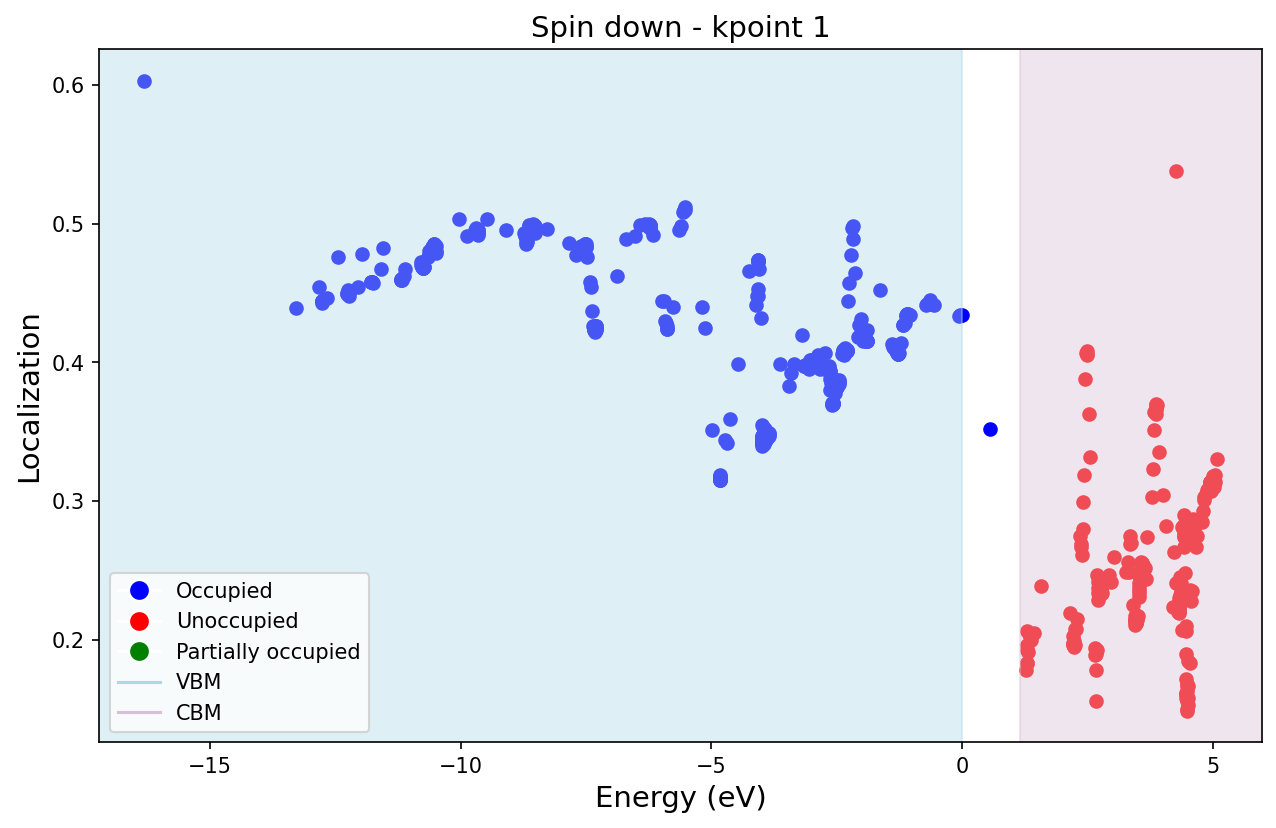 Spin down - kpoint 1
Localization
0.6
0.5
0.4
0.3
0.2
Occupied
Unoccupied
Partially occupied
VBM
CBM
−15
−10
−5
0
5
Energy (eV)